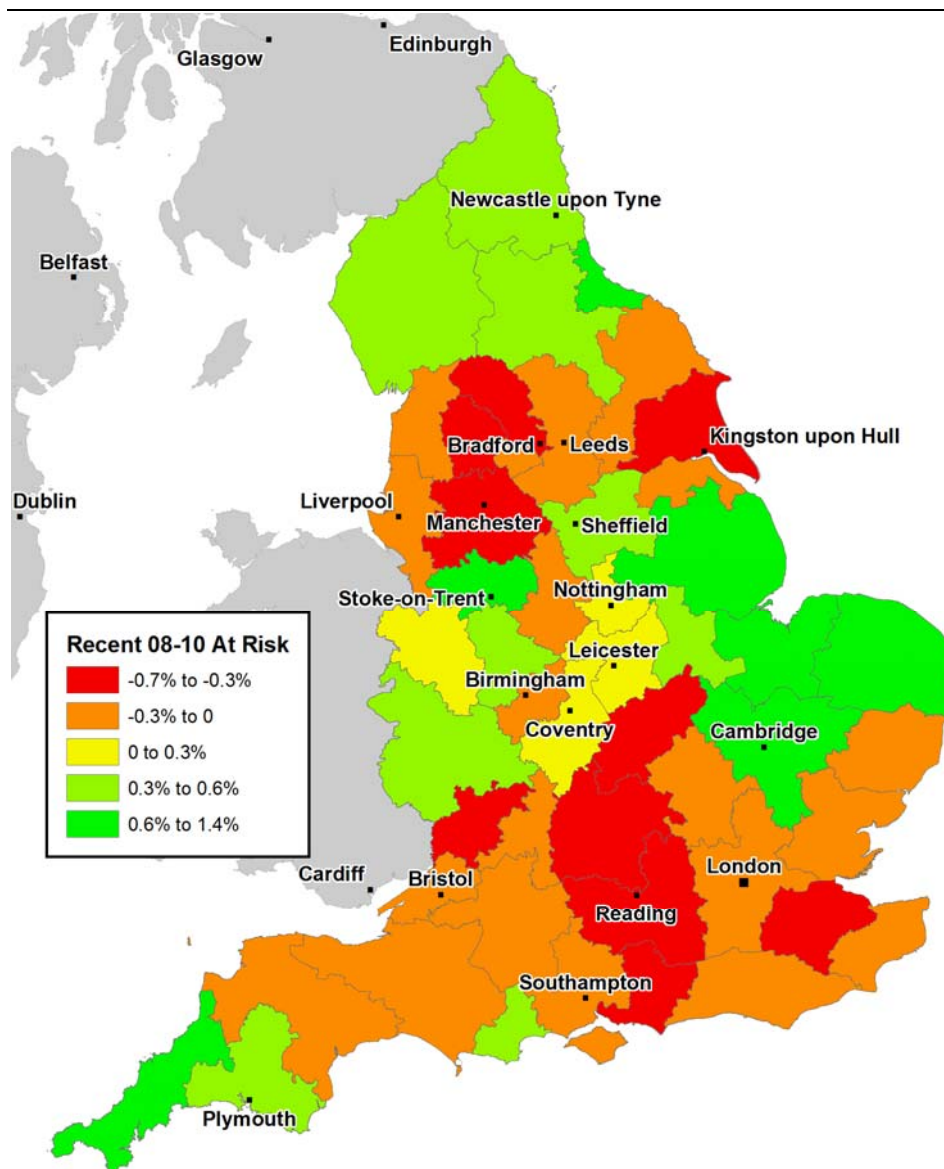 Edinburgh
Glasgow
Newcastle upon Tyne
Belfast
Kingston upon Hull
Bradford
Leeds
Dublin
Liverpool
Manchester
Sheffield
Stoke-on-Trent
Nottingham
Recent 08-10 At Risk
-0.7% to -0.3%
-0.3% to 0
0 to 0.3%
0.3% to 0.6%
0.6% to 1.4%
Leicester
Birmingham
Coventry
Cambridge
Cardiff
Bristol
London
Reading
Southampton
Plymouth